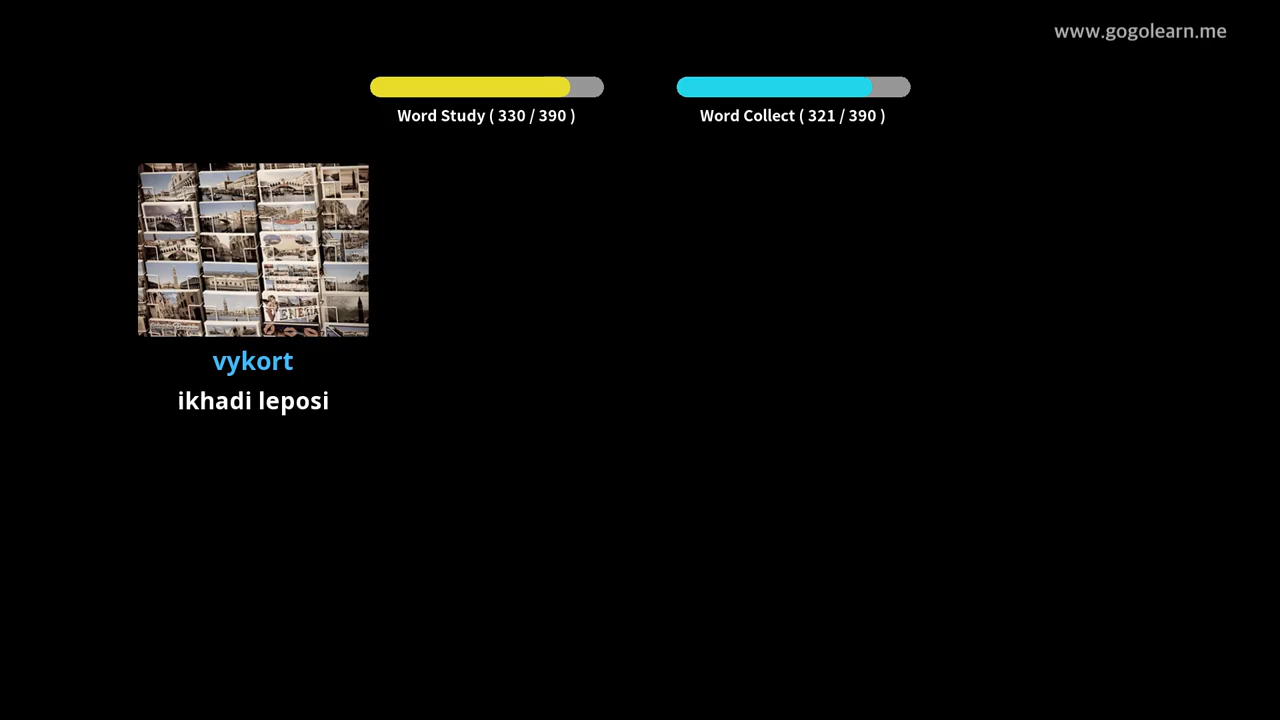 www.gogolearn.me
Word Study ( 330 / 390 )
Word Collect ( 321 / 390 )
vykort
ikhadi leposi